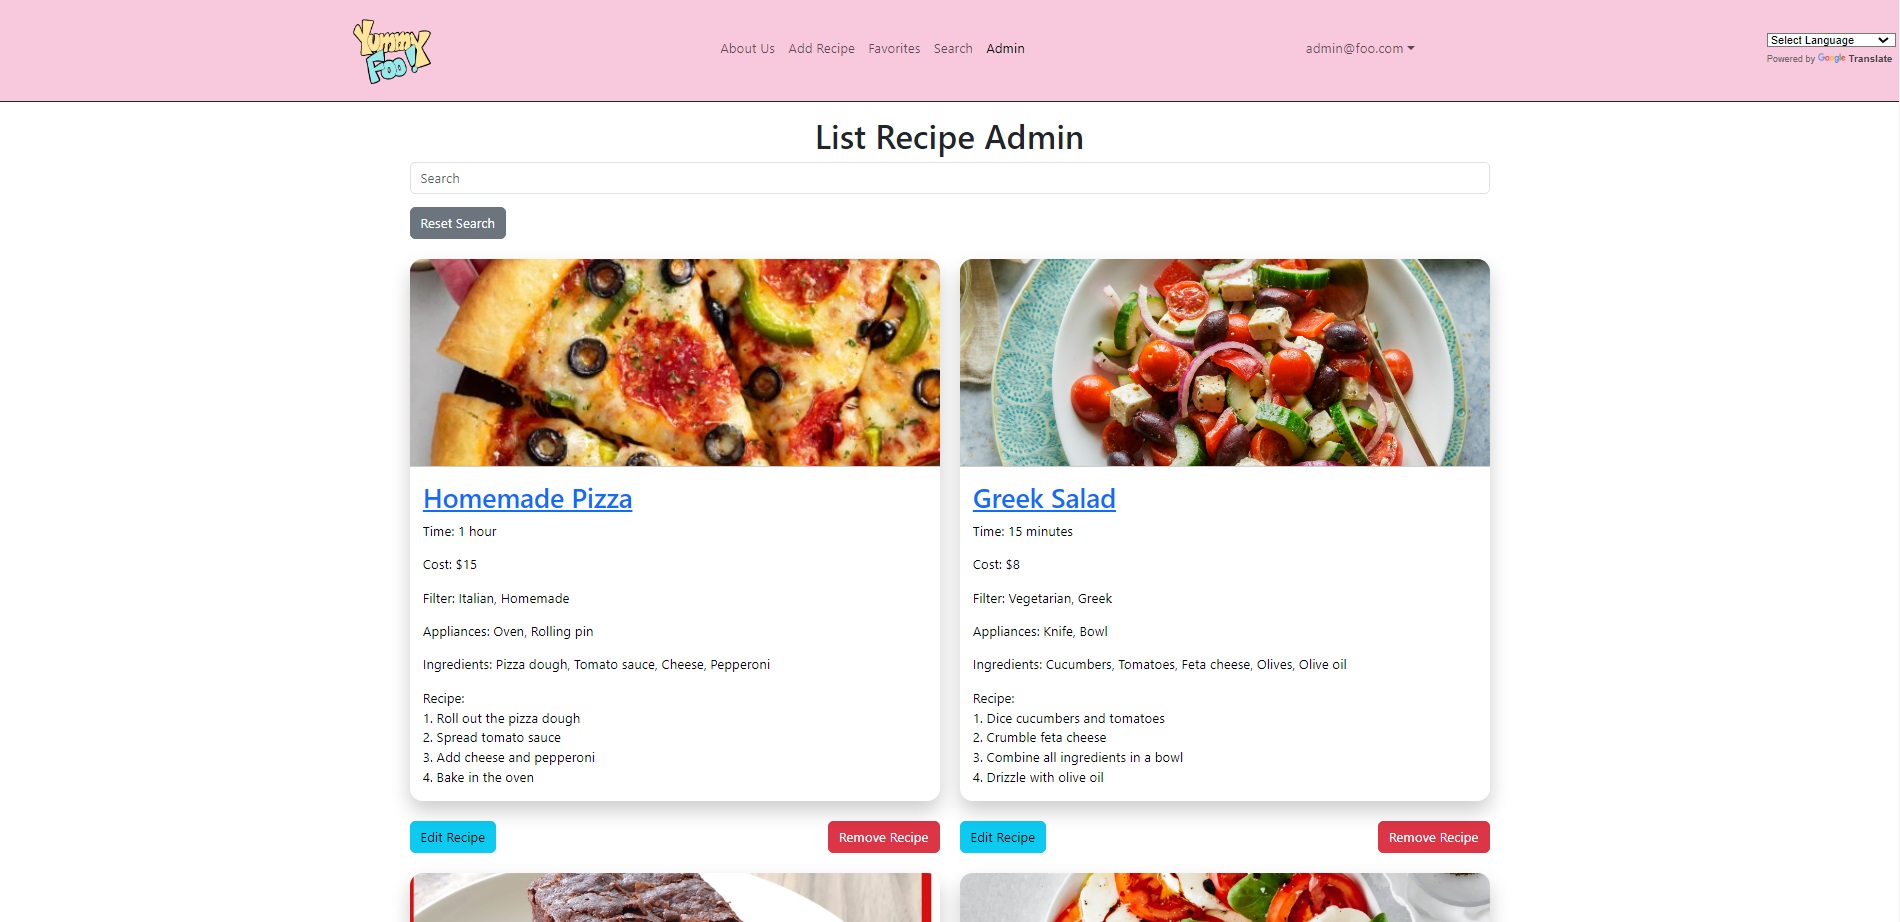 Yummy
Foo!
About Us Add Recipe Favorites Search Admin
admin@foo.com
Select Language
Powered by Google Translate
List Recipe Admin
Search
Reset Search
Homemade Pizza
Time: 1 hour
Cost: $15
Filter: Italian, Homemade
Appliances: Oven, Rolling pin
Ingredients: Pizza dough, Tomato sauce, Cheese, Pepperoni
Recipe:
1. Roll out the pizza dough
2. Spread tomato sauce
3. Add cheese and pepperoni
4. Bake in the oven
Edit Recipe
Remove Recipe
Greek Salad
Time: 15 minutes
Cost: $8
Filter: Vegetarian, Greek
Appliances: Knife, Bowl
Ingredients: Cucumbers, Tomatoes, Feta cheese, Olives, Olive oil
Recipe:
1. Dice cucumbers and tomatoes
2. Crumble feta cheese
3. Combine all ingredients in a bowl
4. Drizzle with olive oil
Edit Recipe
Remove Recipe